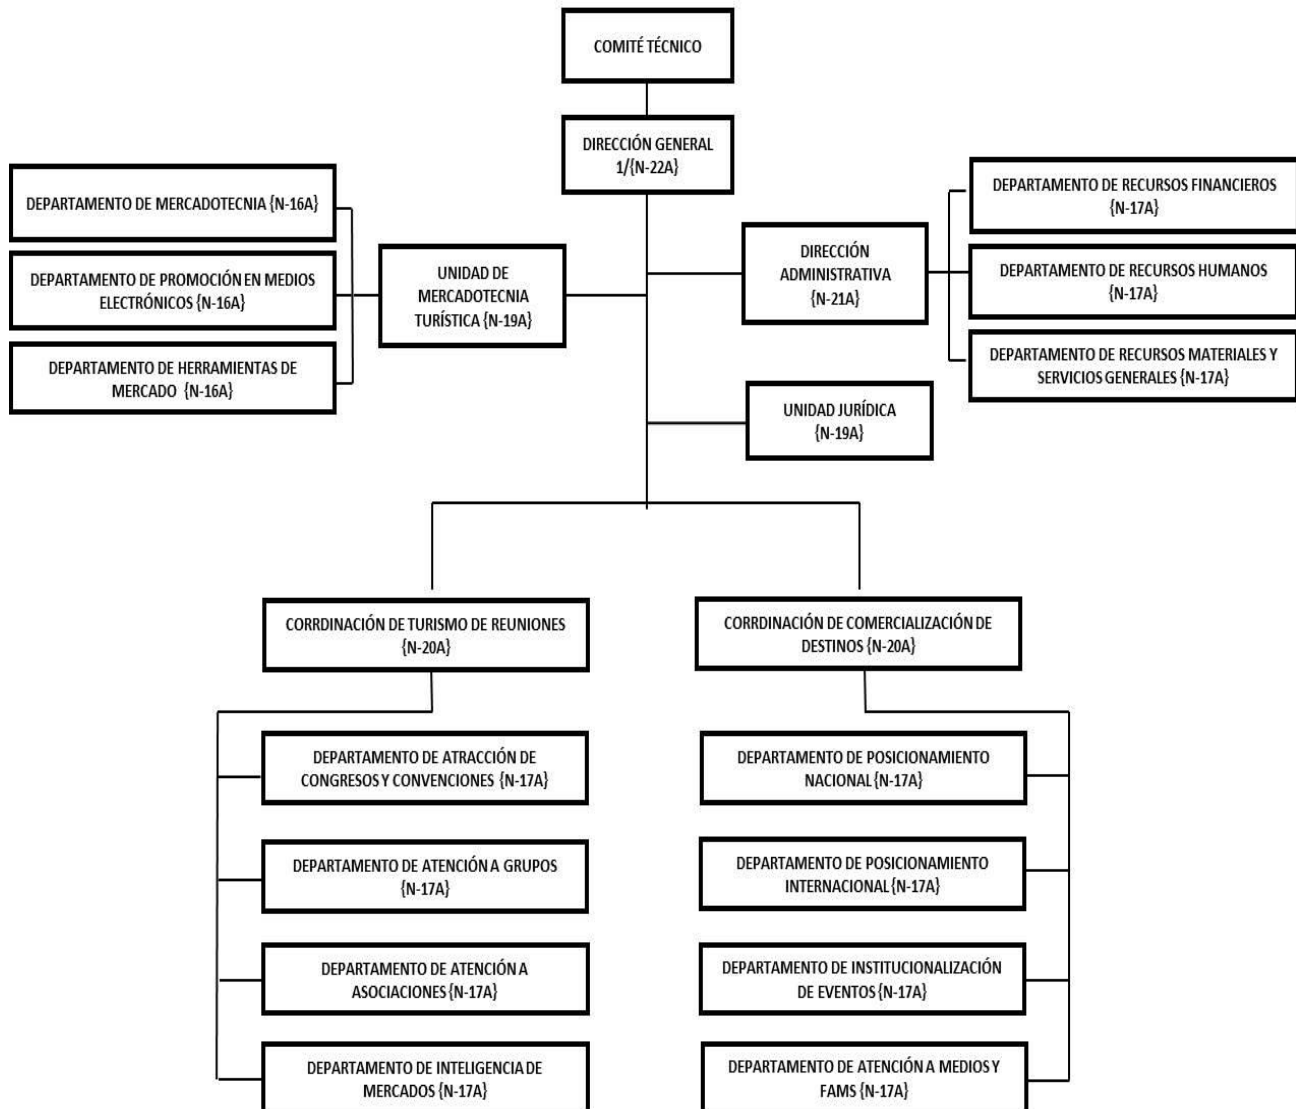 COMITÉ TÉCNICO
DIRECCIÓN GENERAL
1/{N-22A}
DEPARTAMENTO DE MERCADOTECNIA {N-16A}
DEPARTAMENTO DE PROMOCIÓN EN MEDIOS
ELECTRÓNICOS {N-16A}
DEPARTAMENTO DE HERRAMIENTAS DE
MERCADO {N-16A}
UNIDAD DE
MERCADOTECNIA
TURÍSTICA {N-19A}
DIRECCIÓN
ADMINISTRATIVA
{N-21A}
DEPARTAMENTO DE RECURSOS FINANCIEROS
{N-17A}
DEPARTAMENTO DE RECURSOS HUMANOS
{N-17A}
DEPARTAMENTO DE RECURSOS MATERIALES Y
SERVICIOS GENERALES {N-17A}
UNIDAD JURÍDICA
{N-19A}
CORRDINACIÓN DE TURISMO DE REUNIONES
{N-20A}
DEPARTAMENTO DE ATRACCIÓN DE
CONGRESOS Y CONVENCIONES {N-17A}
DEPARTAMENTO DE ATENCIÓN A GRUPOS
{N-17A}
DEPARTAMENTO DE ATENCIÓN A
ASOCIACIONES {N-17A}
DEPARTAMENTO DE INTELIGENCIA DE
MERCADOS {N-17A}
CORRDINACIÓN DE COMERCIALIZACIÓN DE
DESTINOS {N-20A}
DEPARTAMENTO DE POSICIONAMIENTO
NACIONAL {N-17A}
DEPARTAMENTO DE POSICIONAMIENTO
INTERNACIONAL {N-17A}
DEPARTAMENTO DE INSTITUCIONALIZACIÓN
DE EVENTOS {N-17A}
DEPARTAMENTO DE ATENCIÓN A MEDIOS Y
FAMS {N-17A}